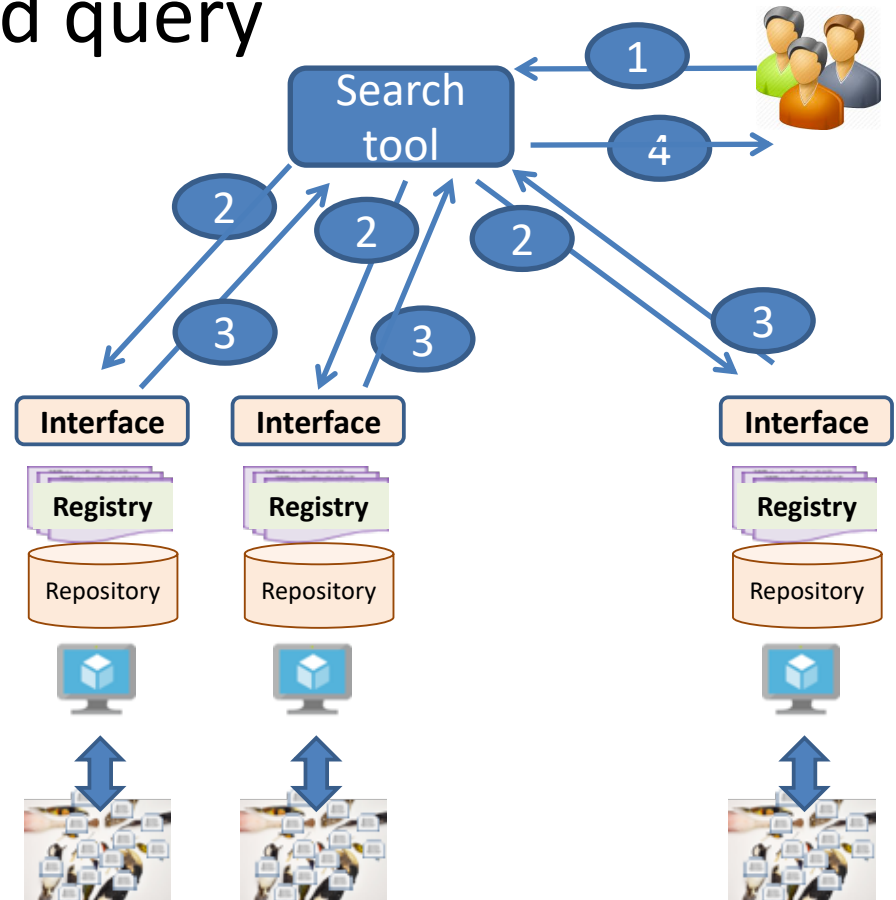 d query
1
Search
tool
4
2
2
2
3
3
3
Interface
Interface
Interface
Registry
Registry
Registry
Repository
Repository
Repository